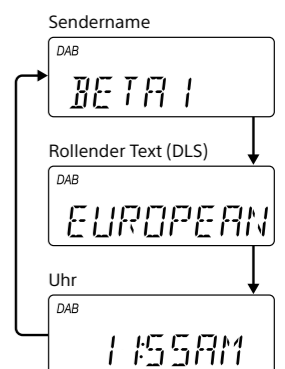 Sendername
DAB
BETA 1
Rollender Text (DLS)
DAB
EUROPEAN
Uhr
DAB
11:55AM